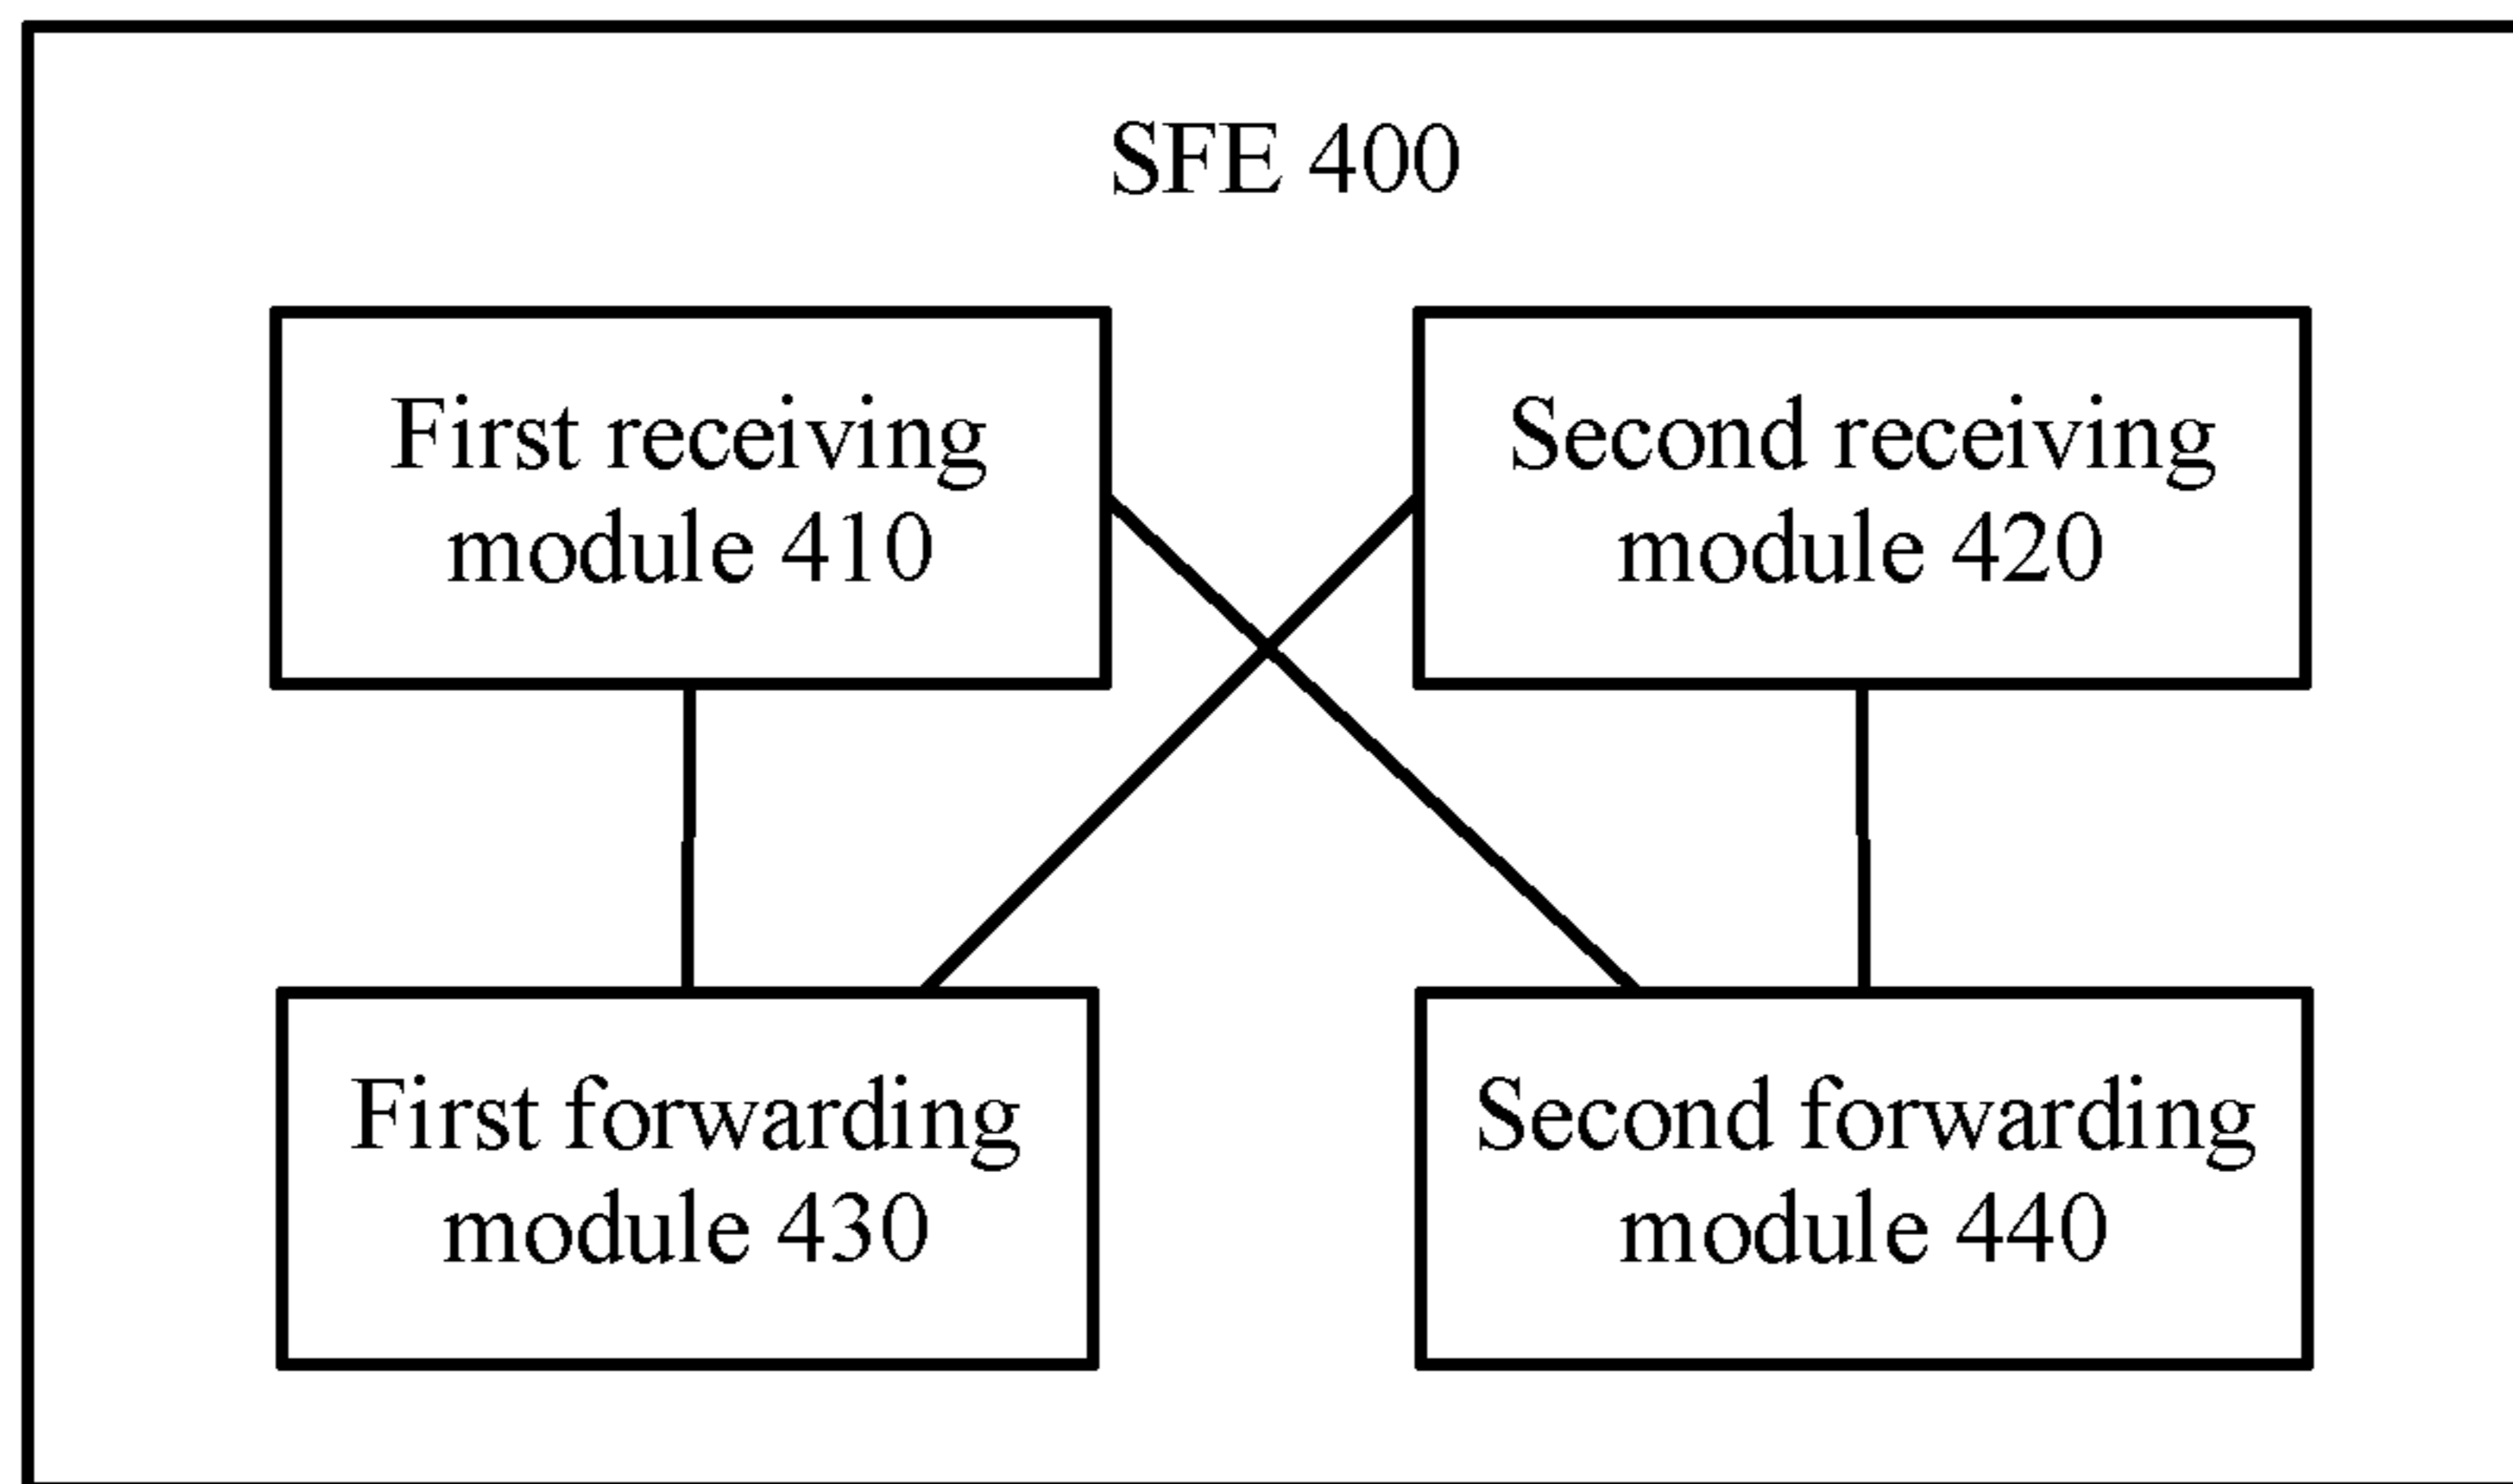 SFE 400
First receiving
module 410
Second receiving
module 420
First forwarding
module 430
Second forwarding
module 440